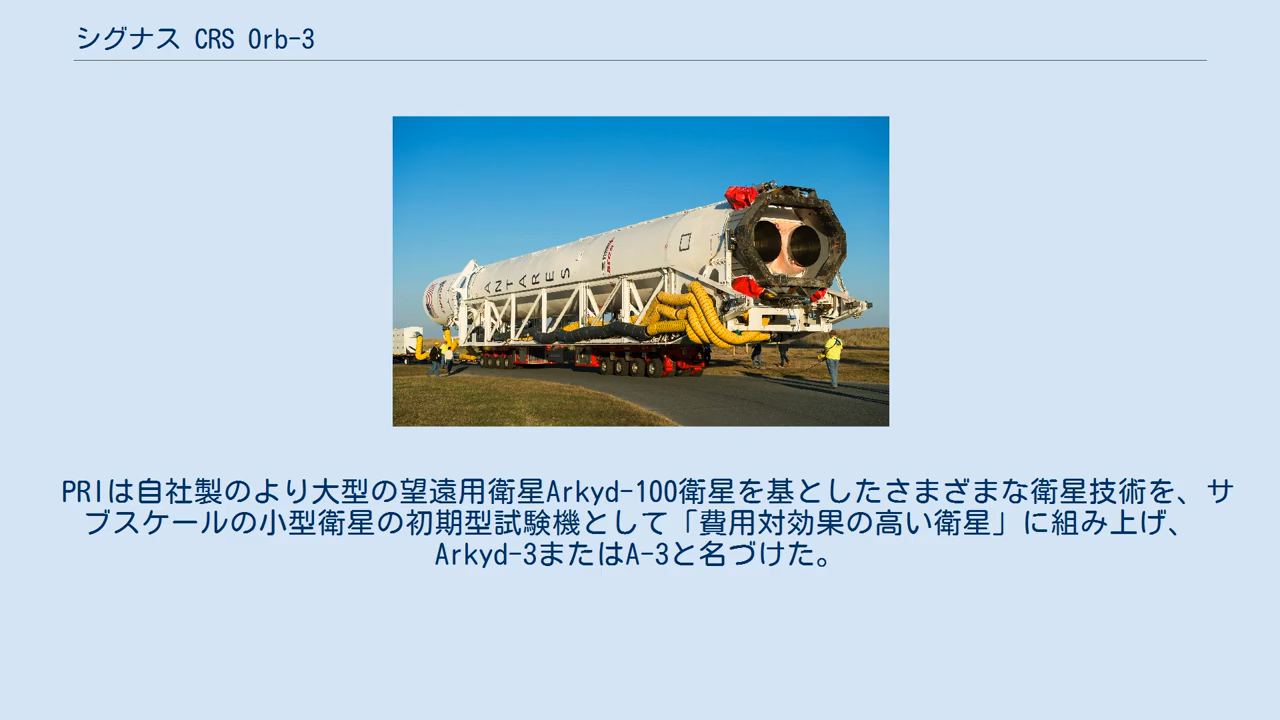 シグナス CRS Orb-3
ANTARES
PRIは自社製のより大型の望遠用衛星Arkyd-100衛星を基としたさまざまな衛星技術を、サ
ブスケールの小型衛星の初期型試験機として「費用対効果の高い衛星」に組み上げ、
Arkyd-3またはA-3と名づけた。